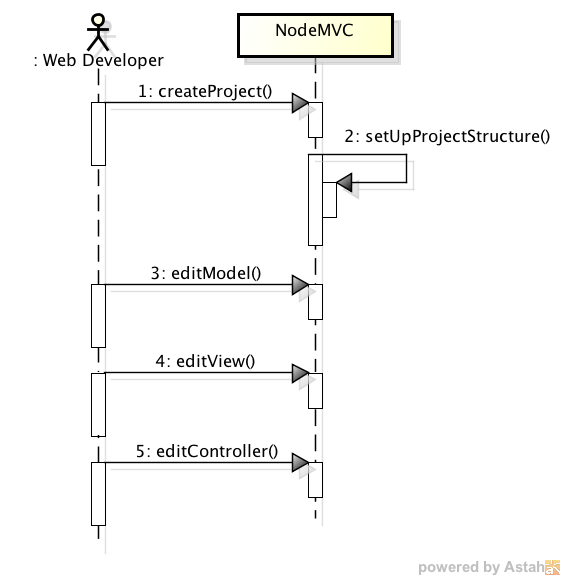 NodeMVC
: Web Developer
1: createProject()
2: setUpProjectStructure()
3: editModel()
4: editView()
5: editController()
powered by Astah